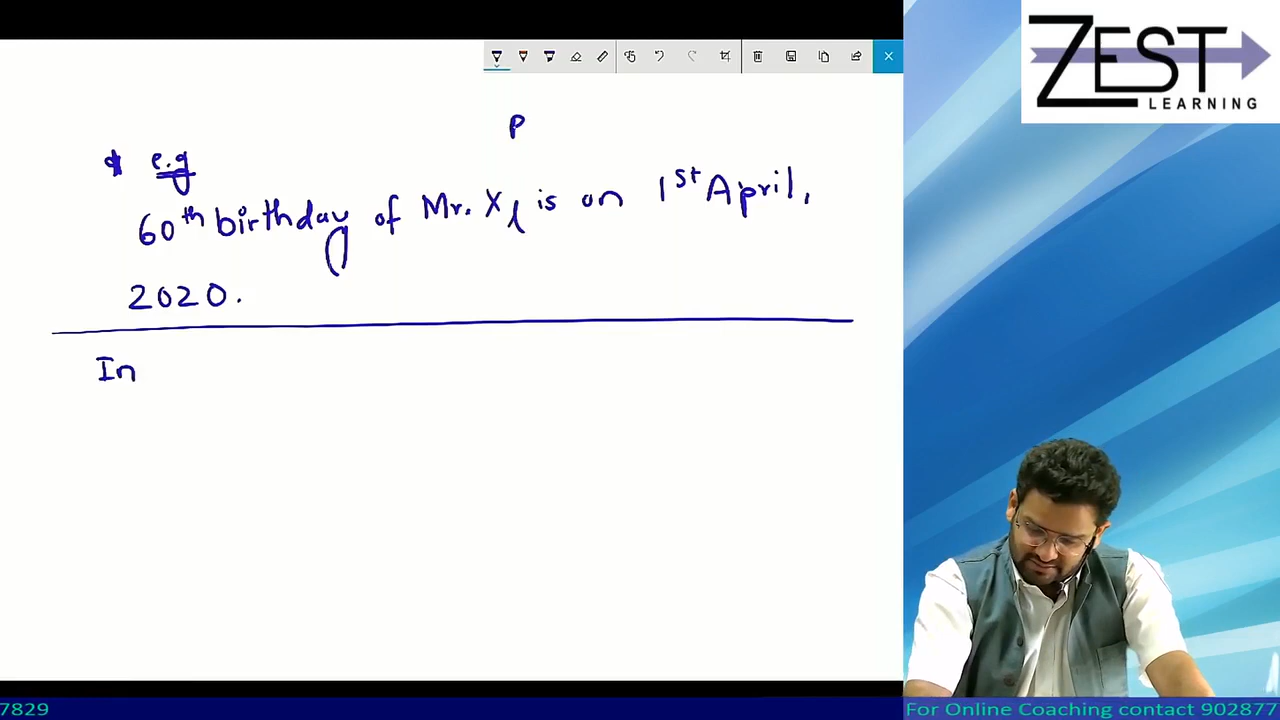 ZEST
LEARNING
P
* e.g
60th birthday of Mr. X, is on 1st April,
2020.
In
7829
For Online Coaching contact 902877